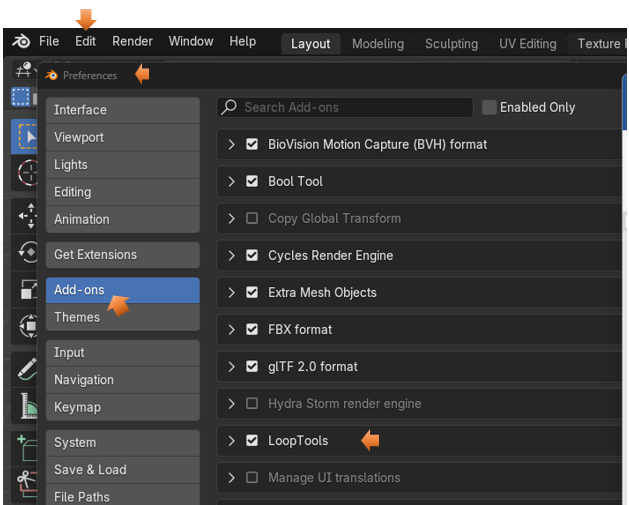 File Edit Render Window Help Layout Modeling Sculpting UV Editing Texture
Preferences
Interface
Viewport
Lights
Editing
Animation
Get Extensions
Add-ons
Themes
Input
Navigation
Keymap
System
Save & Load
File Paths
Search Add-ons Enabled Only
BioVision Motion Capture (BVH) format
Bool Tool
Copy Global Transform
Cycles Render Engine
Extra Mesh Objects
FBX format
glTF 2.0 format
Hydra Storm render engine
LoopTools
Manage UI translations